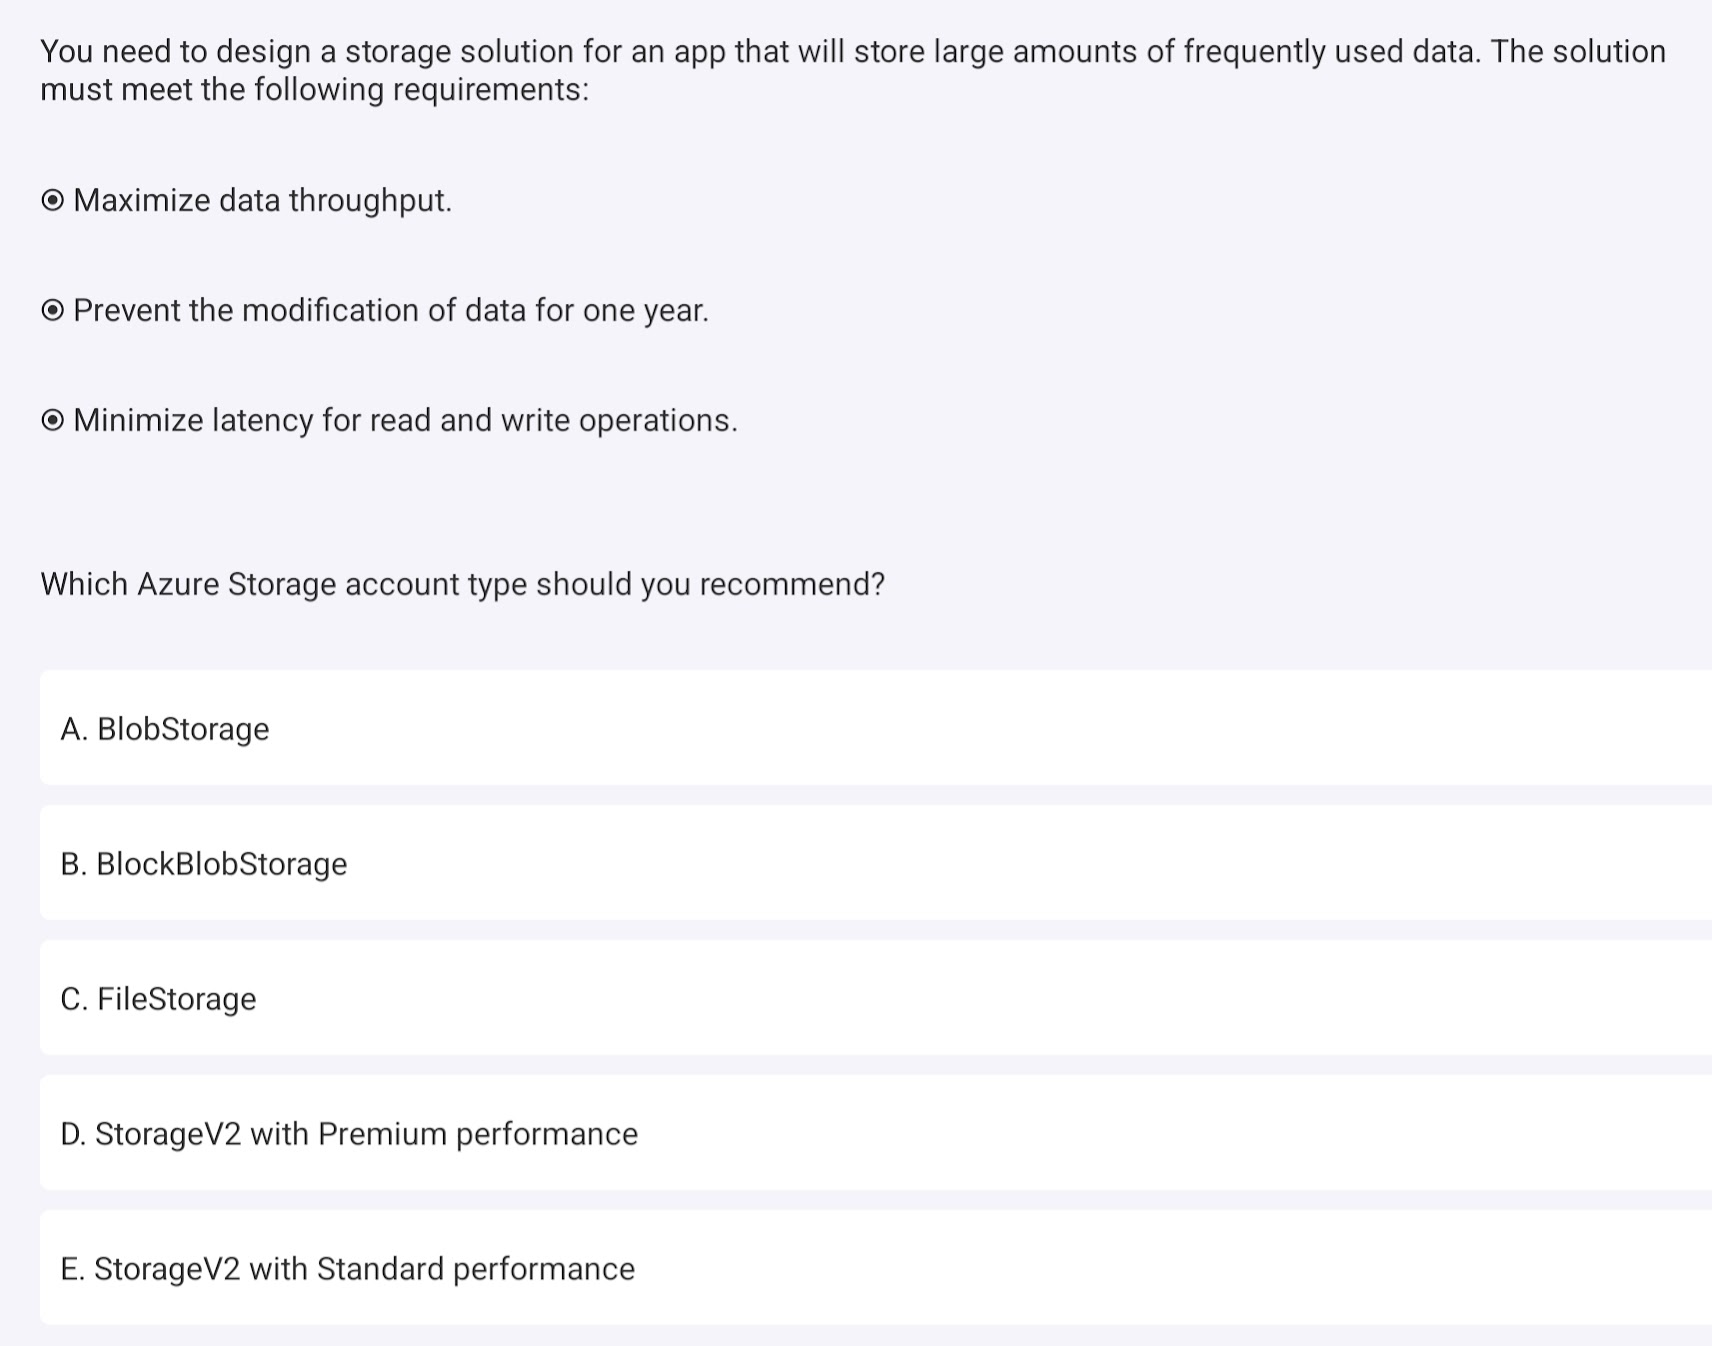 You need to design a storage solution for an app that will store large amounts of frequently used data. The solution
must meet the following requirements:
Maximize data throughput.
Prevent the modification of data for one year.
Minimize latency for read and write operations.
Which Azure Storage account type should you recommend?
A. BlobStorage
B. BlockBlobStorage
C. FileStorage
D. StorageV2 with Premium performance
E. StorageV2 with Standard performance